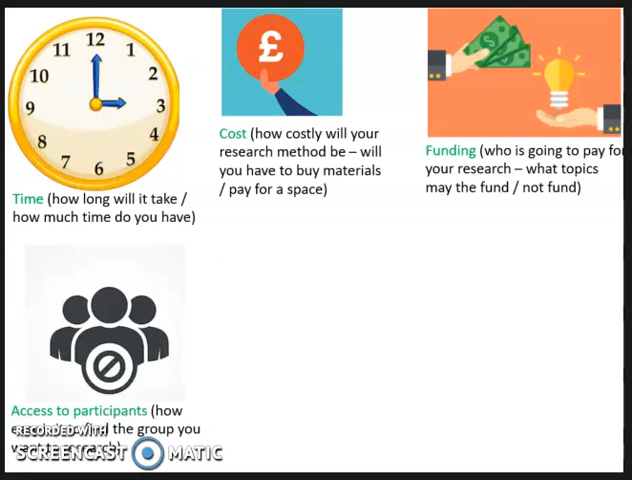 12
11 1
10 2
9 3
8 4
7 5
6
Time (how long will it take /
how much time do you have)
£
Cost (how costly will your
research method be – will
you have to buy materials
/ pay for a space)
Funding (who is going to pay for
your research – what topics
may the fund / not fund)
Access to participants (how
the group you
RECORDED WITH
SCREENCAST MATIC